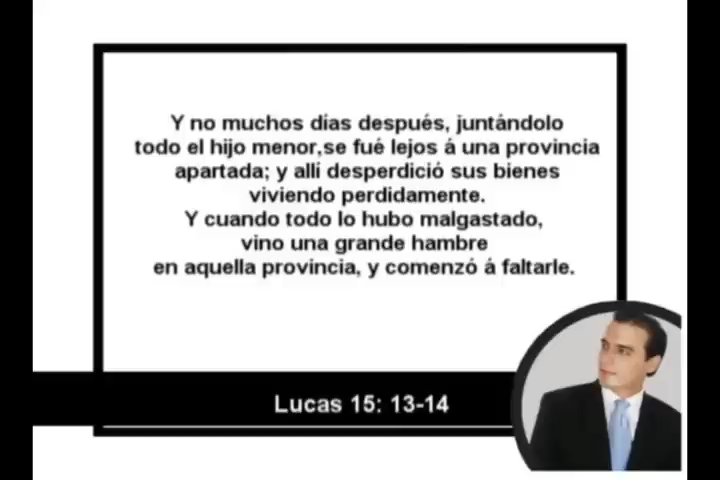 Y no muchos días después, juntándolo
todo el hijo menor,se fué lejos á una provincia
apartada; y allí desperdició sus bienes
viviendo perdidamente.
Y cuando todo lo hubo malgastado,
vino una grande hambre
en aquella provincia, y comenzó á faltarle.
Lucas 15: 13-14